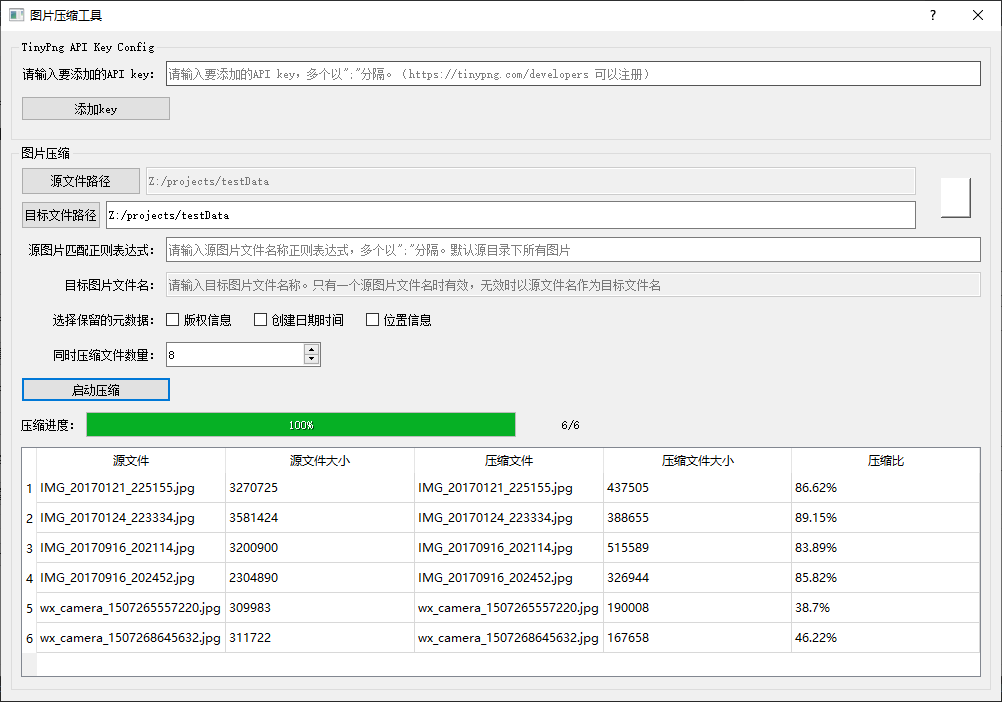 图片压缩工具 ?
TinyPng API Key Config
请输入要添加的API key: 请输入要添加的API key，多个以";"分隔。（https://tinypng.com/developers 可以注册）
添加key
图片压缩
源文件路径 Z:/projects/testData
目标文件路径 Z:/projects/testData
源图片匹配正则表达式: 请输入源图片文件名称正则表达式，多个以";"分隔。默认源目录下所有图片
目标图片文件名: 请输入目标图片文件名称。只有一个源图片文件名时有效，无效时以源文件名作为目标文件名
选择保留的元数据: 版权信息 创建日期时间 位置信息
同时压缩文件数量: 8
启动压缩
压缩进度: 100% 6/6
源文件 源文件大小 压缩文件 压缩文件大小 压缩比
1 IMG_20170121_225155.jpg 3270725 IMG_20170121_225155.jpg 437505 86.62%
2 IMG_20170124_223334.jpg 3581424 IMG_20170124_223334.jpg 388655 89.15%
3 IMG_20170916_202114.jpg 3200900 IMG_20170916_202114.jpg 515589 83.89%
4 IMG_20170916_202452.jpg 2304890 IMG_20170916_202452.jpg 326944 85.82%
5 wx_camera_1507265557220.jpg 309983 wx_camera_1507265557220.jpg 190008 38.7%
6 wx_camera_1507268645632.jpg 311722 wx_camera_1507268645632.jpg 167658 46.22%